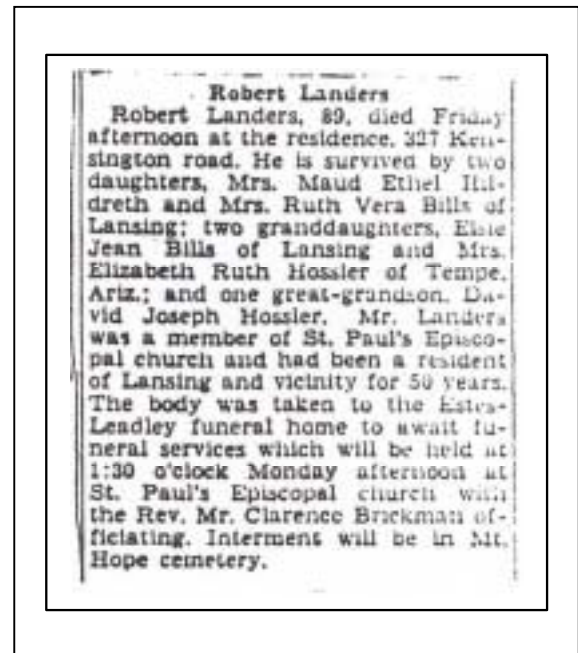 Robert Landers
Robert Landers, 89, died Friday
afternoon at the residence, 327 Ken-
sington road. He is survived by two
daughters, Mrs. Maud Ethel Hil-
dreth and Mrs. Ruth Vera Bills of
Lansing; two granddaughters, Elsie
Jean Bills of Lansing and Mrs.
Elizabeth Ruth Hossler of Tempe,
Ariz.; and one great-grandson, Da-
vid Joseph Hossler. Mr. Landers
was a member of St. Paul's Episco-
pal church and had been a resident
of Lansing and vicinity for 50 years.
The body was taken to the Estes-
Leadley funeral home to await fu-
neral services which will be held at
1:30 o'clock Monday afternoon at
St. Paul's Episcopal church with
the Rev. Mr. Clarence Brickman of-
ficiating. Interment will be in Mt.
Hope cemetery.